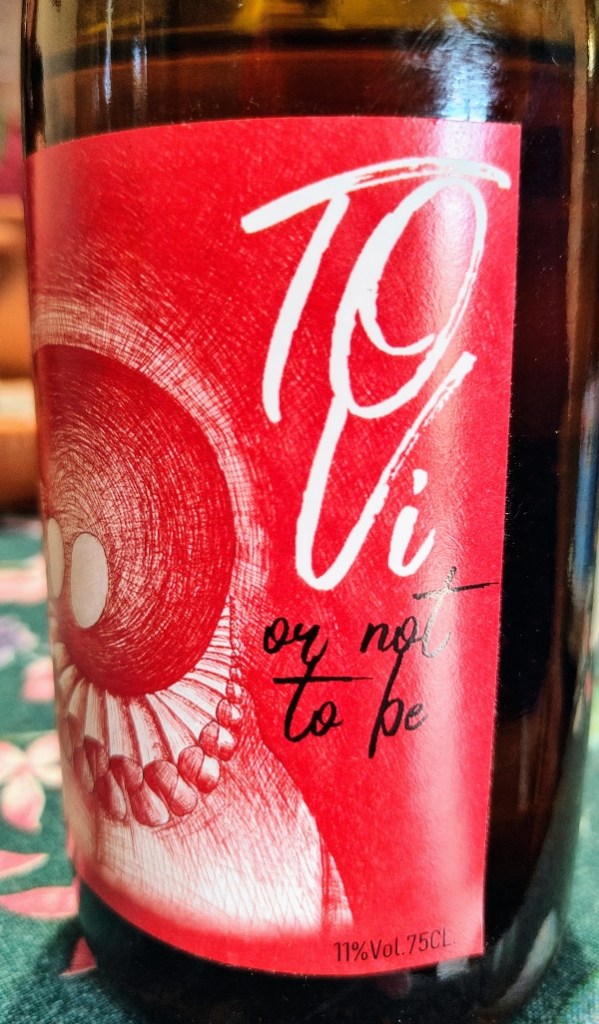 TO
Vi
or not
to be
11%Vol.75CL.